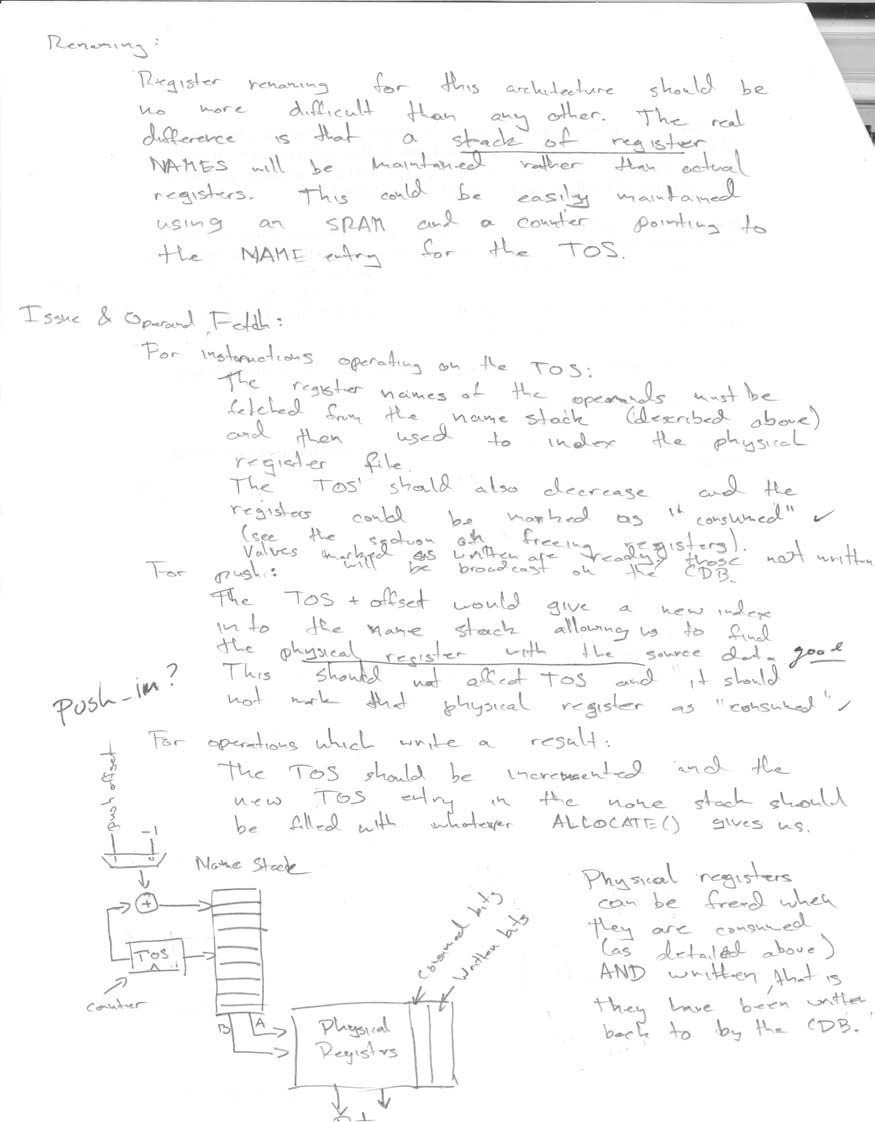 Renaming:
Register renaming for this architecture should be
no more difficult than any other. The real
difference is that a stack of register
NAMES will be maintained rather than actual
registers. This could be easily maintained
using an SRAM and a counter pointing to
the NAME entry for the TOS.
Issue & Operand Fetch:
For instructions operating on the TOS:
The register names of the operands must be
fetched from the name stack (described above)
and then used to index the physical
register file.
The TOS should also decrease and the
registers could be marked as "consumed" ✓
(see the section on freeing registers).
Values marked as written are ready, those not written
will be broadcast on the CDB.
For push:
The TOS + offset would give a new index
in to the name stack allowing us to find
the physical register with the source data. good
This should not affect TOS and it should
not mark that physical register as "consumed" ✓
Push-im?
For operations which write a result:
The TOS should be incremented and the
new TOS entry in the name stack should
be filled with whatever ALLOCATE() gives us.
push offset
-1
Name Stack
+
TOS
counter
B A
Physical
Registers
Consumed bits
Written bits
Physical registers
can be freed when
they are consumed
(as detailed above)
AND written, that is
they have been written
back to by the CDB.